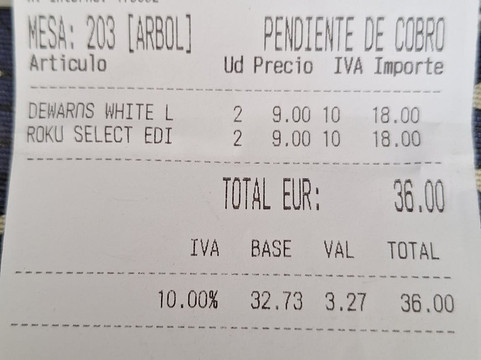 MESA: 203 [ARBOL] PENDIENTE DE COBRO
Articulo Ud Precio IVA Importe
DEWARNS WHITE L 2 9.00 10 18.00
ROKU SELECT EDI 2 9.00 10 18.00
TOTAL EUR: 36.00
IVA BASE VAL TOTAL
10.00% 32.73 3.27 36.00